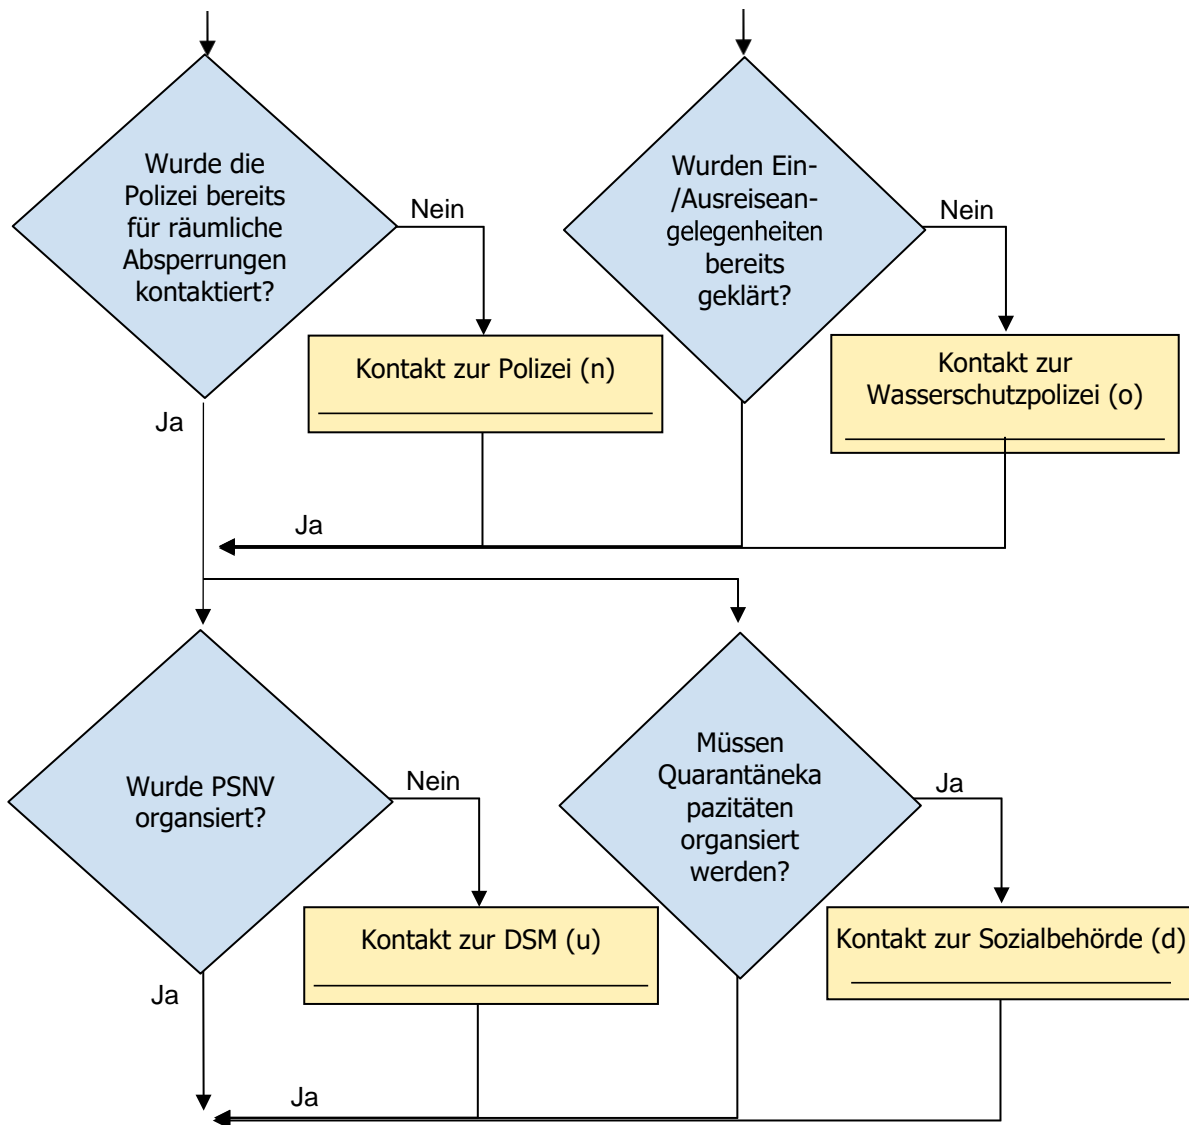 Wurde die
Polizei bereits
für räumliche
Absperrungen
kontaktiert?
Nein
Wurden Ein-
/Ausreisean-
gelegenheiten
bereits
geklärt?
Nein
Kontakt zur Polizei (n)
Kontakt zur
Wasserschutzpolizei (o)
Ja
Ja
Wurde PSNV
organsiert?
Nein
Müssen
Quarantäneka
pazitäten
organsiert
werden?
Ja
Kontakt zur DSM (u)
Kontakt zur Sozialbehörde (d)
Ja
Ja